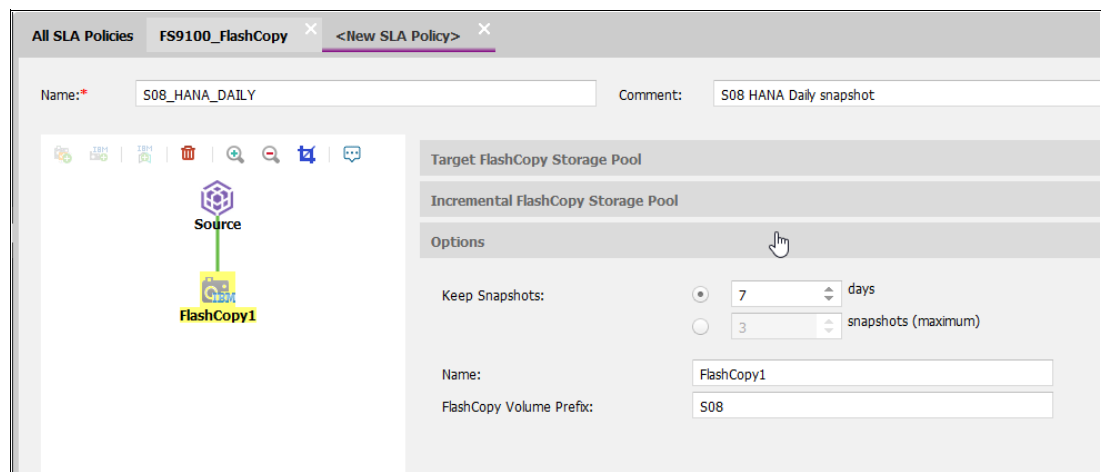 All SLA Policies FS9100_FlashCopy <New SLA Policy>
Name:* S08_HANA_DAILY Comment: S08 HANA Daily snapshot
IBM IBM
Source
IBM
FlashCopy1
Target FlashCopy Storage Pool
Incremental FlashCopy Storage Pool
Options
Keep Snapshots: 7 days
3 snapshots (maximum)
Name: FlashCopy1
FlashCopy Volume Prefix: S08